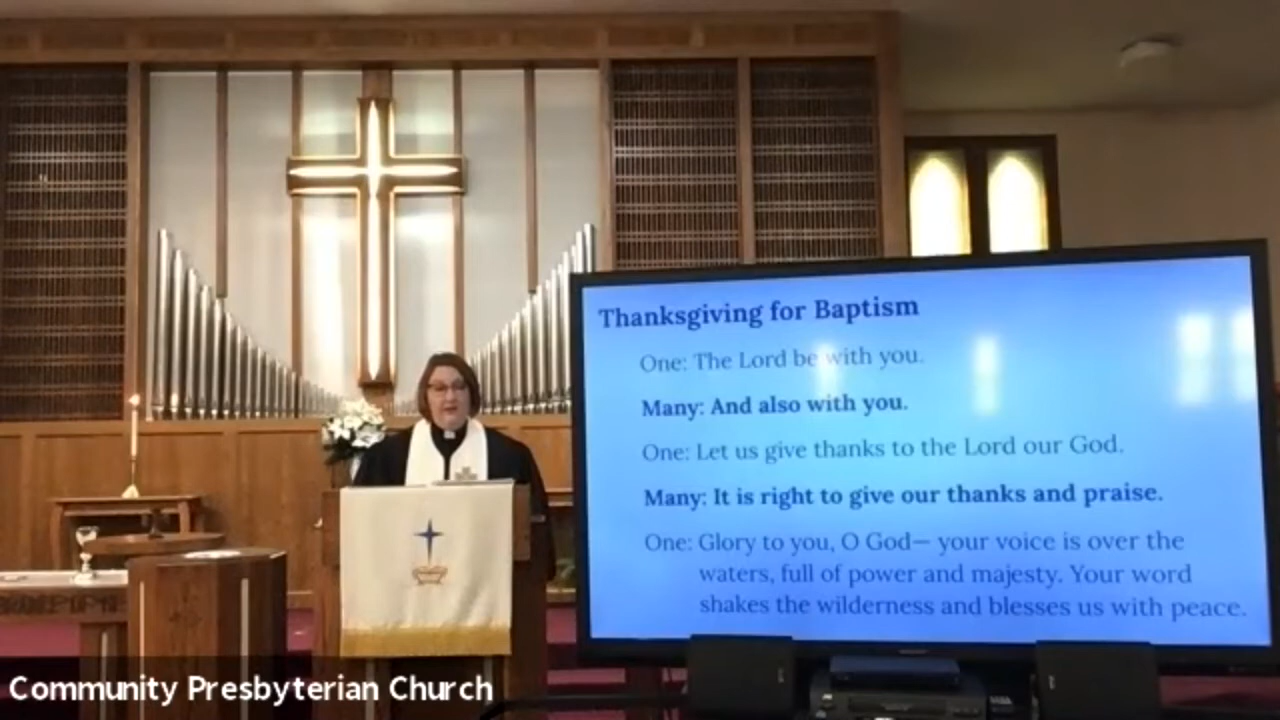 Thanksgiving for Baptism
One: The Lord be with you.
Many: And also with you.
One: Let us give thanks to the Lord our God.
Many: It is right to give our thanks and praise.
One: Glory to you, O God— your voice is over the
waters, full of power and majesty. Your word
shakes the wilderness and blesses us with peace.
Community Presbyterian Church